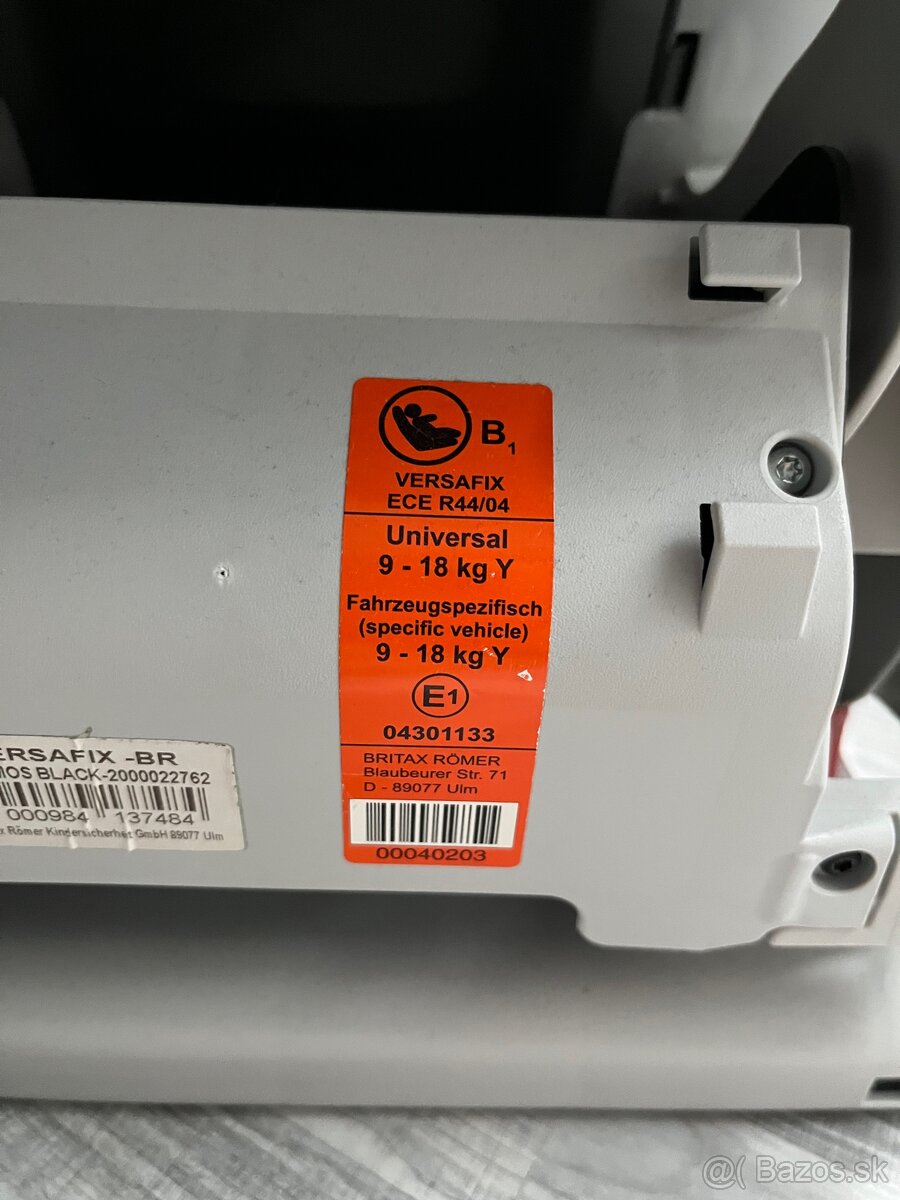 B1
VERSAFIX
ECE R44/04
Universal
9 - 18 kg Y
Fahrzeugspezifisch
(specific vehicle)
9 - 18 kg Y
E1
04301133
BRITAX RÖMER
Blaubeurer Str. 71
D - 89077 Ulm
00040203
ERSAFIX -BR
MOS BLACK-2000022762
000984 137484
x Römer Kindersicherheit GmbH 89077 Ulm
@( Bazos.sk